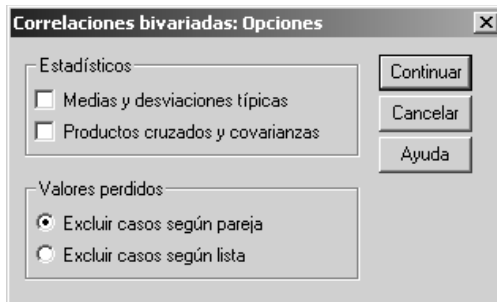 Correlaciones bivariadas: Opciones
Estadísticos
Medias y desviaciones típicas
Productos cruzados y covarianzas
Valores perdidos
Excluir casos según pareja
Excluir casos según lista
Continuar
Cancelar
Ayuda